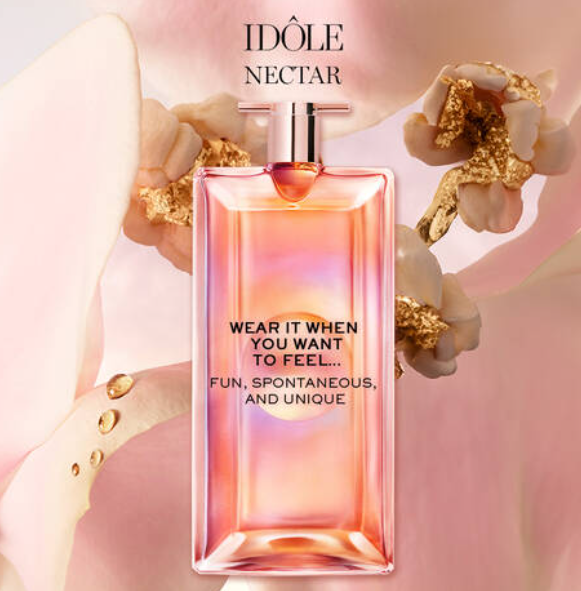 IDÔLE
NECTAR
WEAR IT WHEN
YOU WANT
TO FEEL...
FUN, SPONTANEOUS,
AND UNIQUE